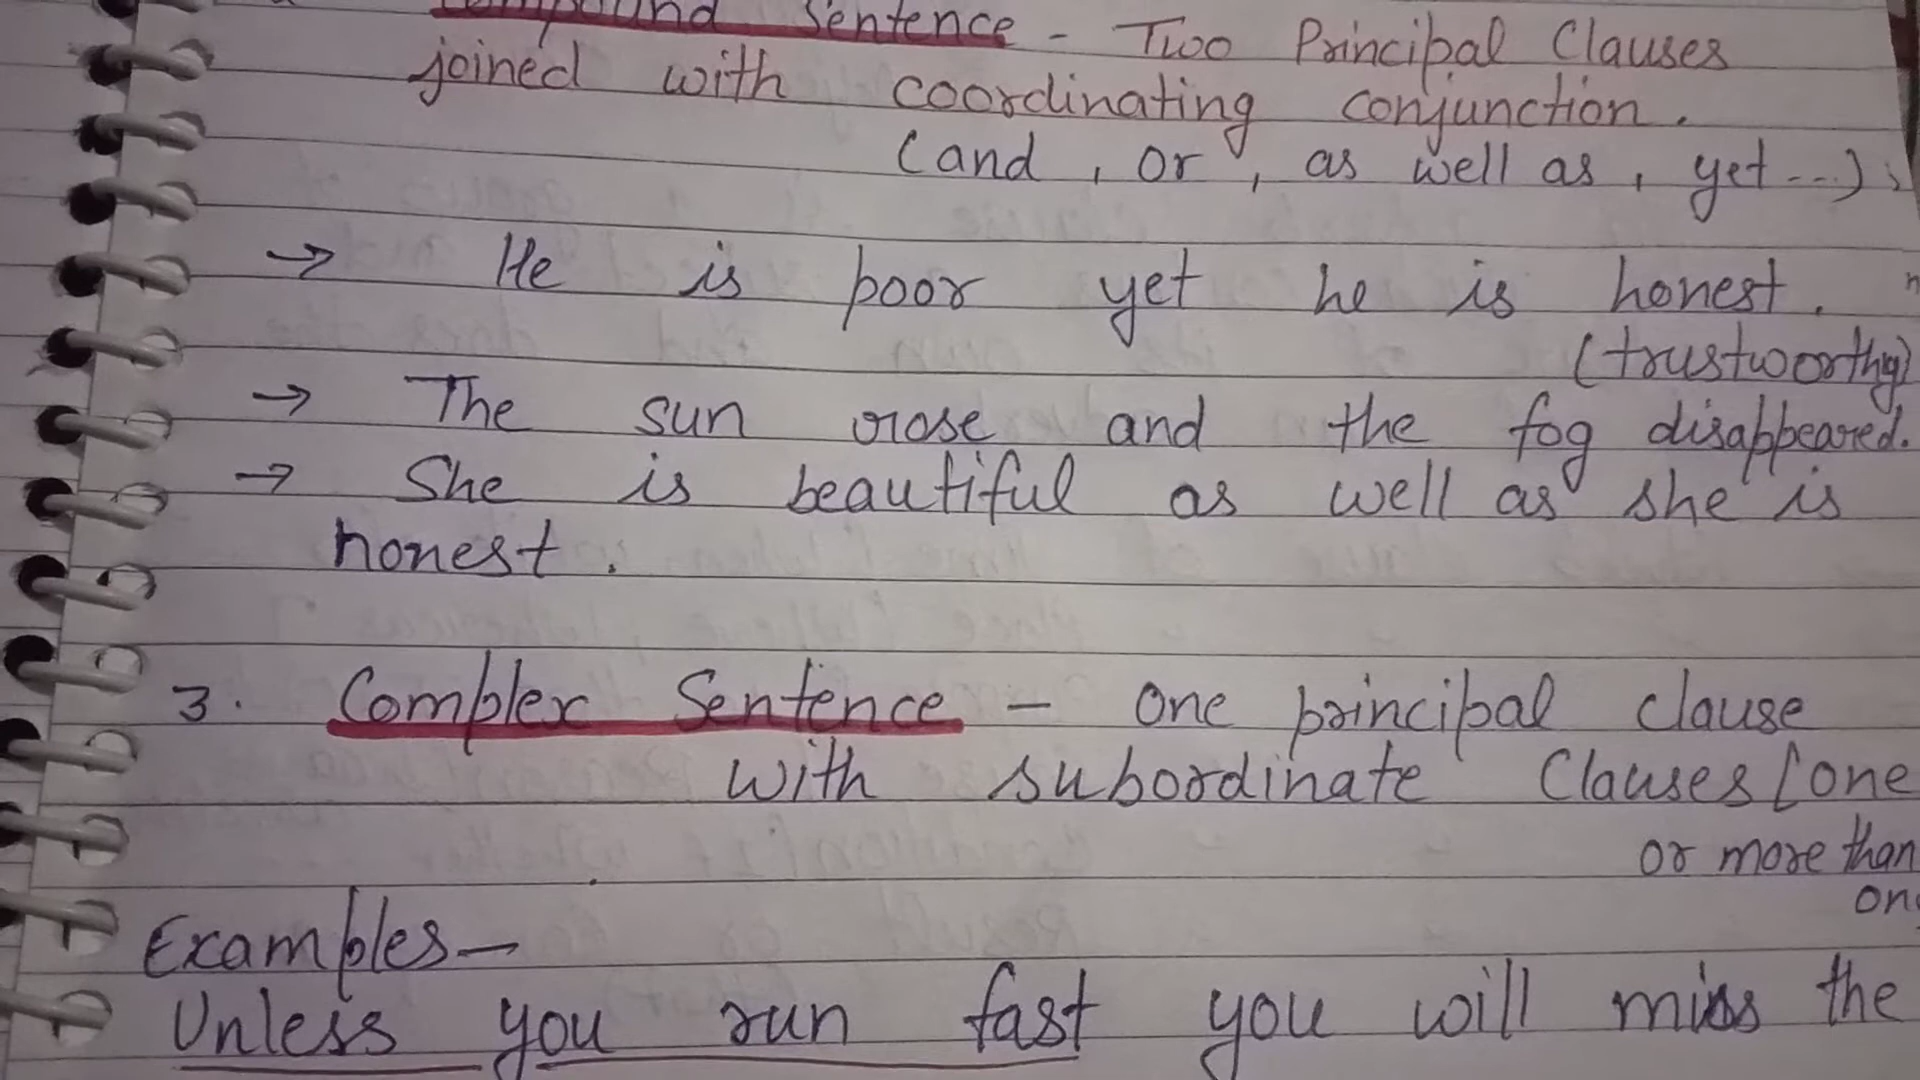 Compound Sentence - Two Principal Clauses
joined with coordinating conjunction.
(and, or, as well as, yet...)
→ He is poor yet he is honest.
(trustworthy)
→ The sun rose and the fog disappeared.
→ She is beautiful as well as she is
honest.
3. Complex Sentence - One principal clause
with subordinate Clauses [one
or more than
Examples -
Unless you run fast you will miss the